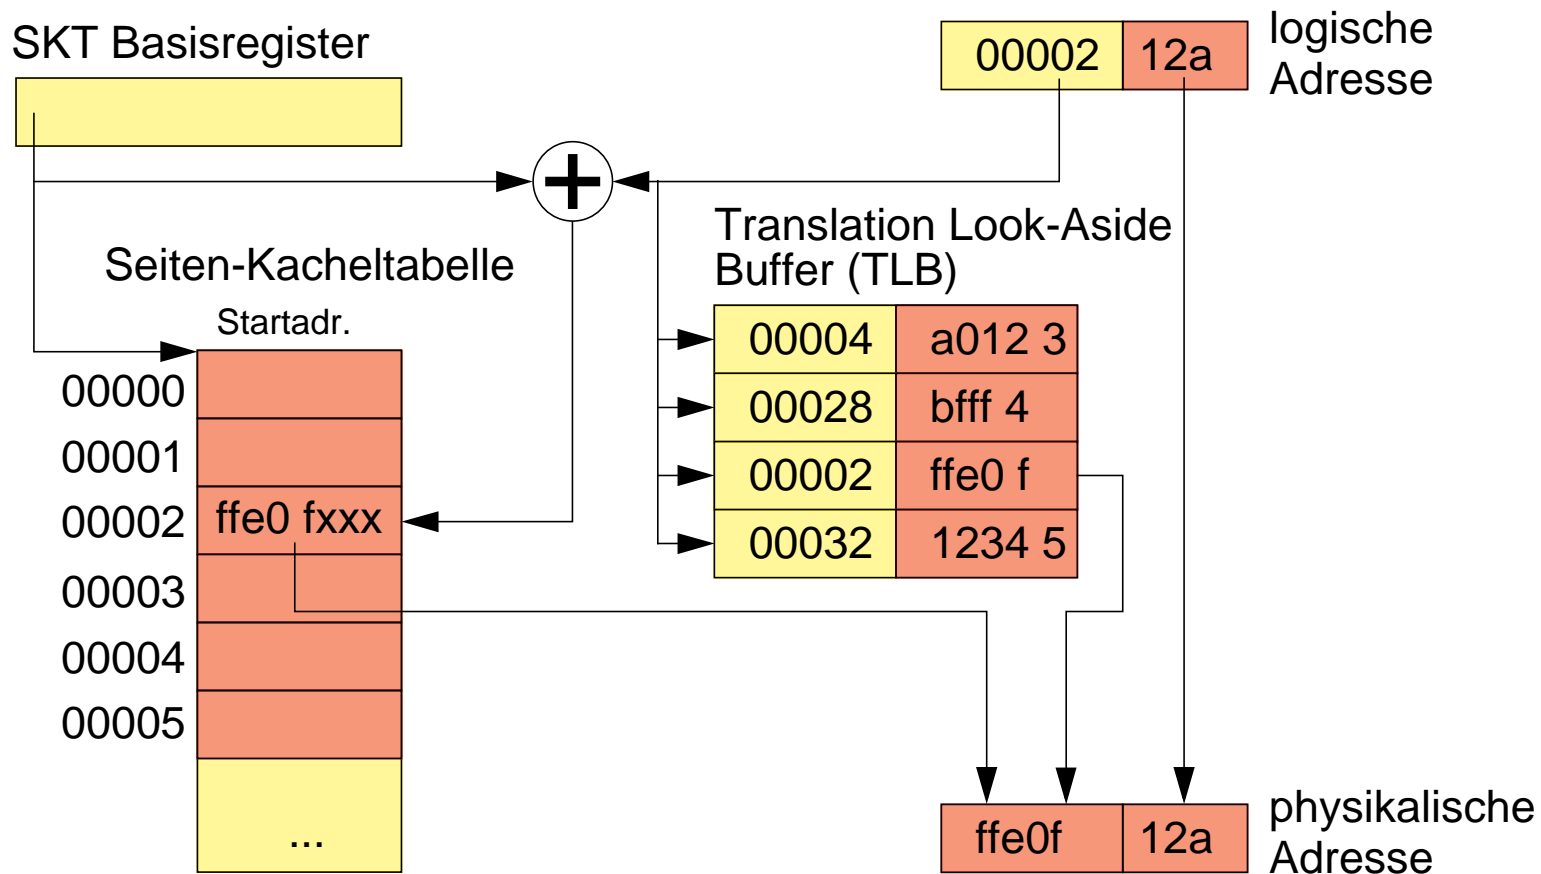 SKT Basisregister
00002 12a
logische
Adresse
Translation Look-Aside
Buffer (TLB)
Seiten-Kacheltabelle
Startadr.
00000
00001
00002 ffe0 fxxx
00003
00004
00005
...
00004 a012 3
00028 bfff 4
00002 ffe0 f
00032 1234 5
ffe0f 12a
physikalische
Adresse